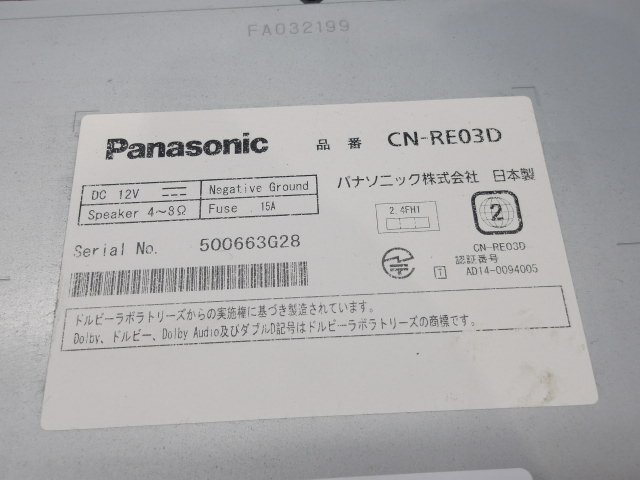 FA032199
Panasonic 品番 CN-RE03D
DC 12V Negative Ground
Speaker 4〜8Ω Fuse 15A
パナソニック株式会社 日本製
2.4FH1
2
Serial No. 500663G28
CN-RE03D
認証番号
T AD14-0094005
ドルビーラボラトリーズからの実施権に基づき製造されています。
Dolby、ドルビー、Dolby Audio及びダブルD記号はドルビーラボラトリーズの商標です。